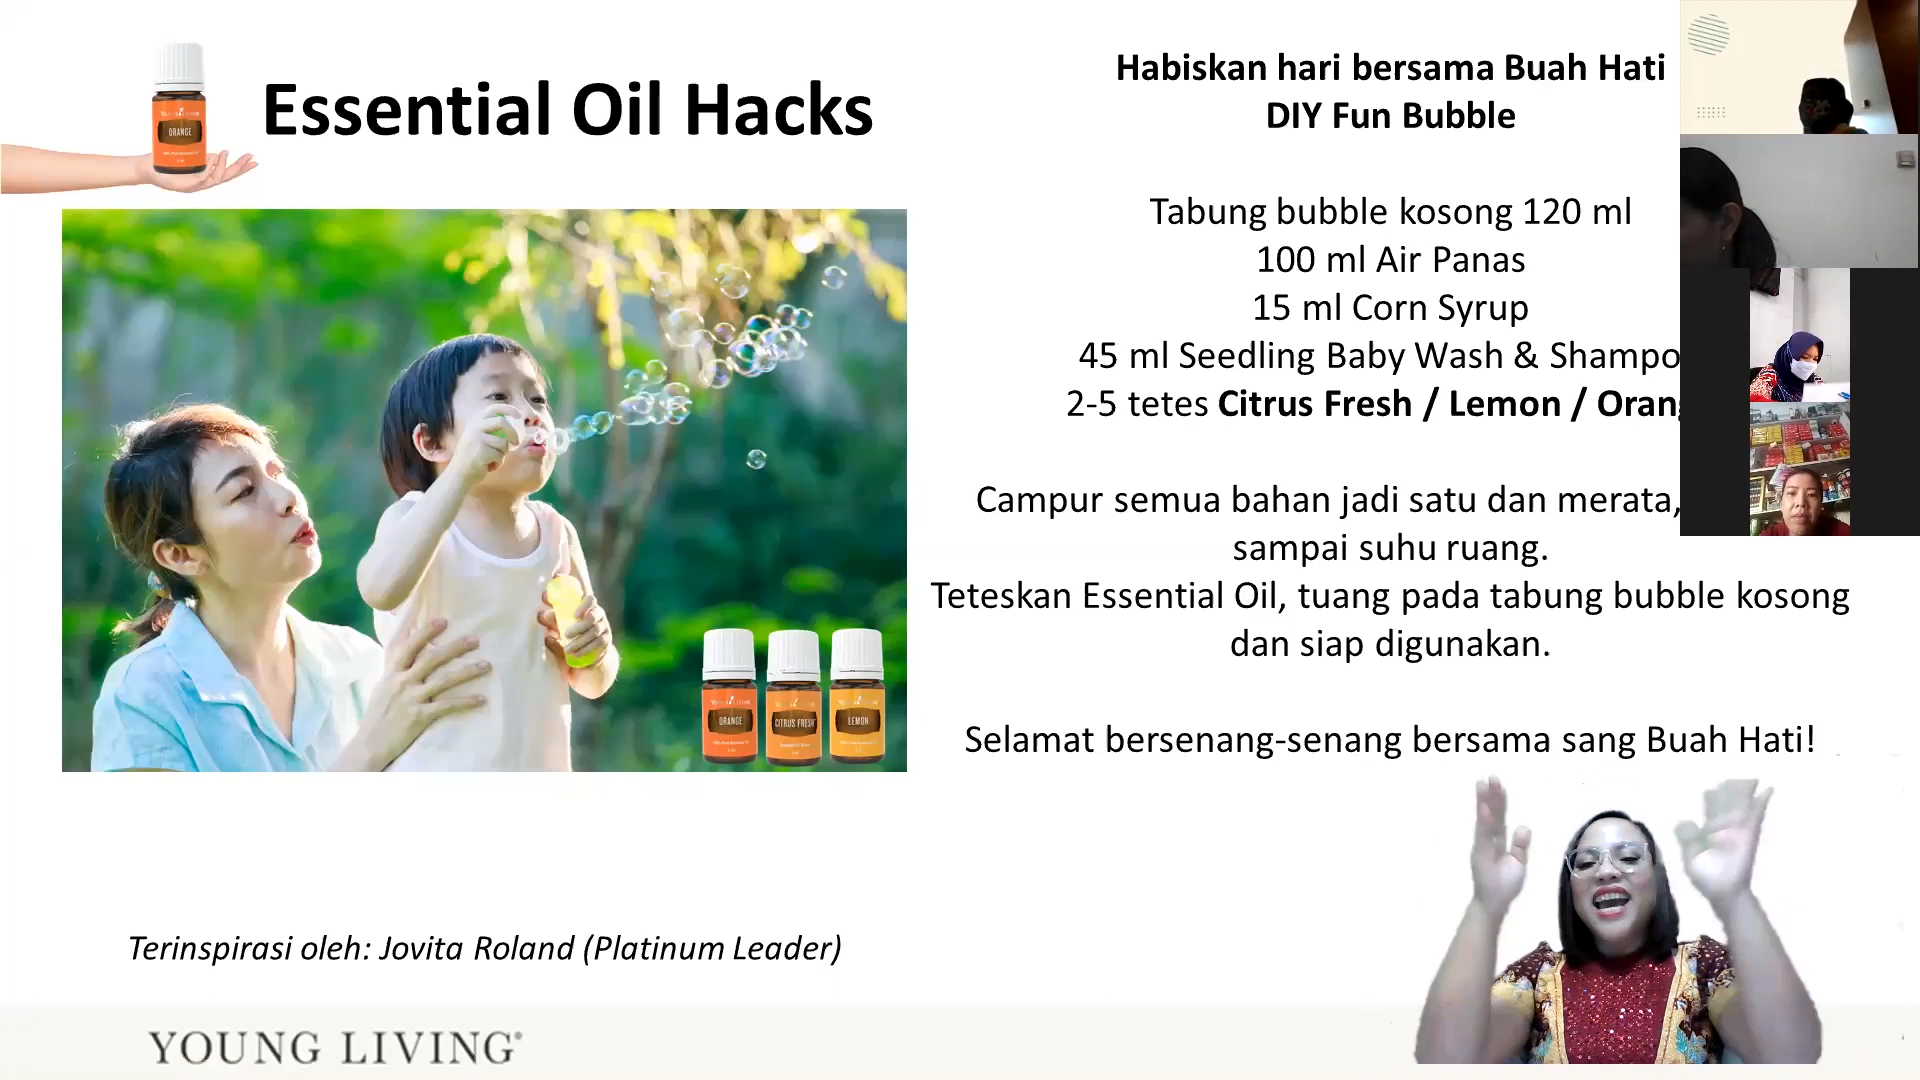 Essential Oil Hacks
ORANGE
Habiskan hari bersama Buah Hati
DIY Fun Bubble
Tabung bubble kosong 120 ml
100 ml Air Panas
15 ml Corn Syrup
45 ml Seedling Baby Wash & Shampo
2-5 tetes Citrus Fresh / Lemon / Oran
Campur semua bahan jadi satu dan merata,
sampai suhu ruang.
Teteskan Essential Oil, tuang pada tabung bubble kosong
dan siap digunakan.
Selamat bersenang-senang bersama sang Buah Hati!
ORANGE
CITRUS FRESH
LEMON
Terinspirasi oleh: Jovita Roland (Platinum Leader)
YOUNG LIVING®